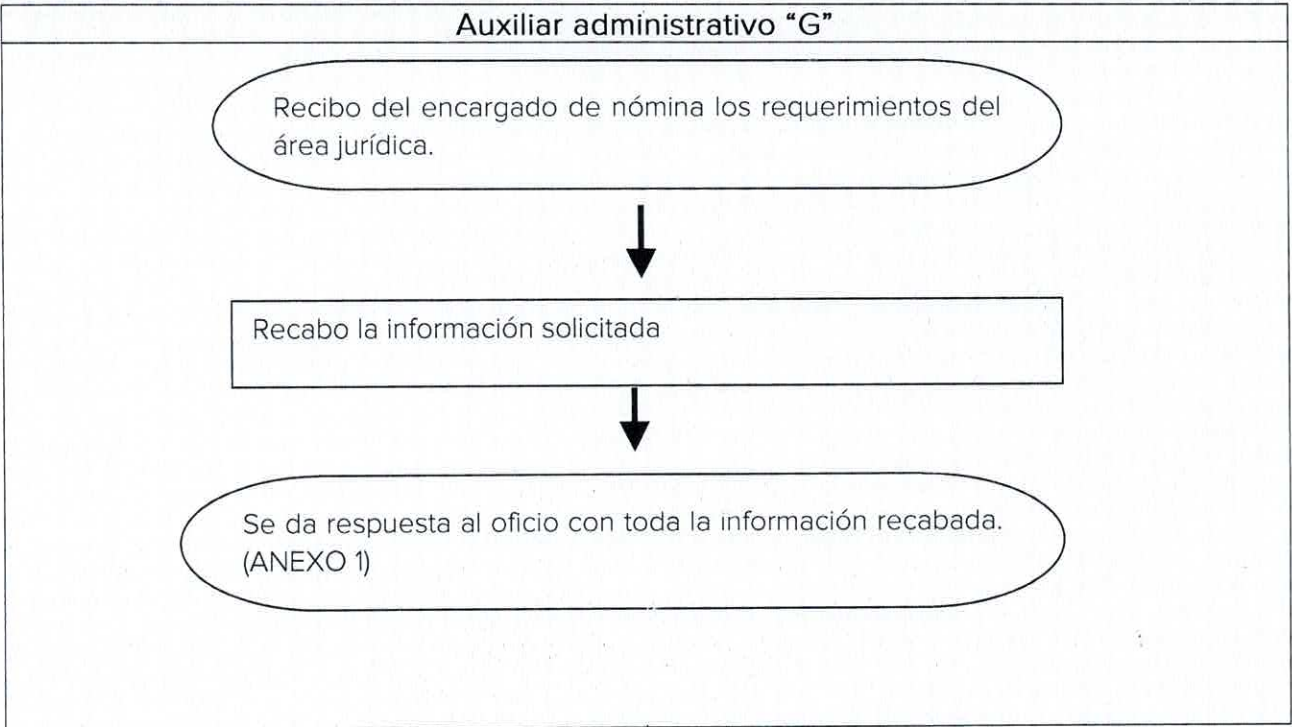 Auxiliar administrativo “G”
Recibo del encargado de nómina los requerimientos del
área jurídica.
Recabo la información solicitada
Se da respuesta al oficio con toda la información recabada.
(ANEXO 1)